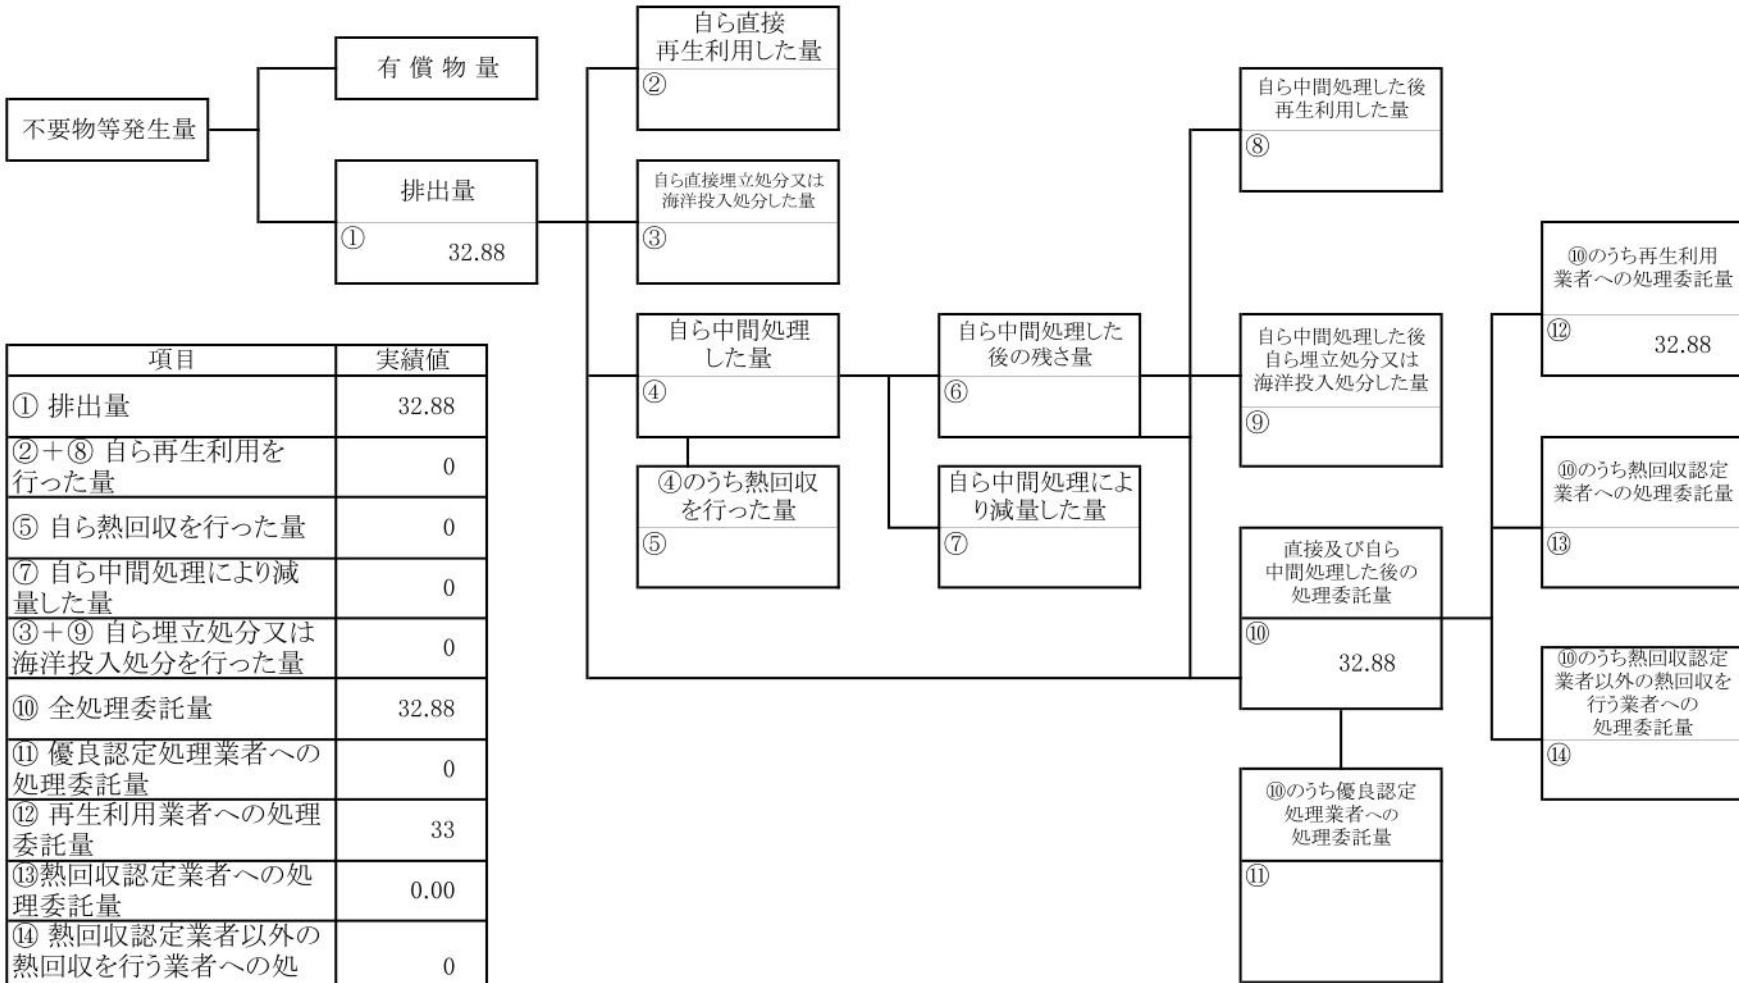 不要物等発生量
有 償 物 量
排出量
①
32.88
自ら直接
再生利用した量
②
自ら直接埋立処分又は
海洋投入処分した量
③
自ら中間処理
した量
④
④のうち熱回収
を行った量
⑤
自ら中間処理した
後の残さ量
⑥
自ら中間処理によ
り減量した量
⑦
自ら中間処理した後
再生利用した量
⑧
自ら中間処理した後
自ら埋立処分又は
海洋投入処分した量
⑨
直接及び自ら
中間処理した後の
処理委託量
⑩
32.88
⑩のうち優良認定
処理業者への
処理委託量
⑪
⑩のうち再生利用
業者への処理委託量
⑫
32.88
⑩のうち熱回収認定
業者への処理委託量
⑬
⑩のうち熱回収認定
業者以外の熱回収を
行う業者への
処理委託量
⑭
項目 実績値
① 排出量 32.88
②+⑧ 自ら再生利用を
行った量 0
⑤ 自ら熱回収を行った量 0
⑦ 自ら中間処理により減
量した量 0
③+⑨ 自ら埋立処分又は
海洋投入処分を行った量 0
⑩ 全処理委託量 32.88
⑪ 優良認定処理業者への
処理委託量 0
⑫ 再生利用業者への処理
委託量 33
⑬熱回収認定業者への処
理委託量 0.00
⑭ 熱回収認定業者以外の
熱回収を行う業者への処 0